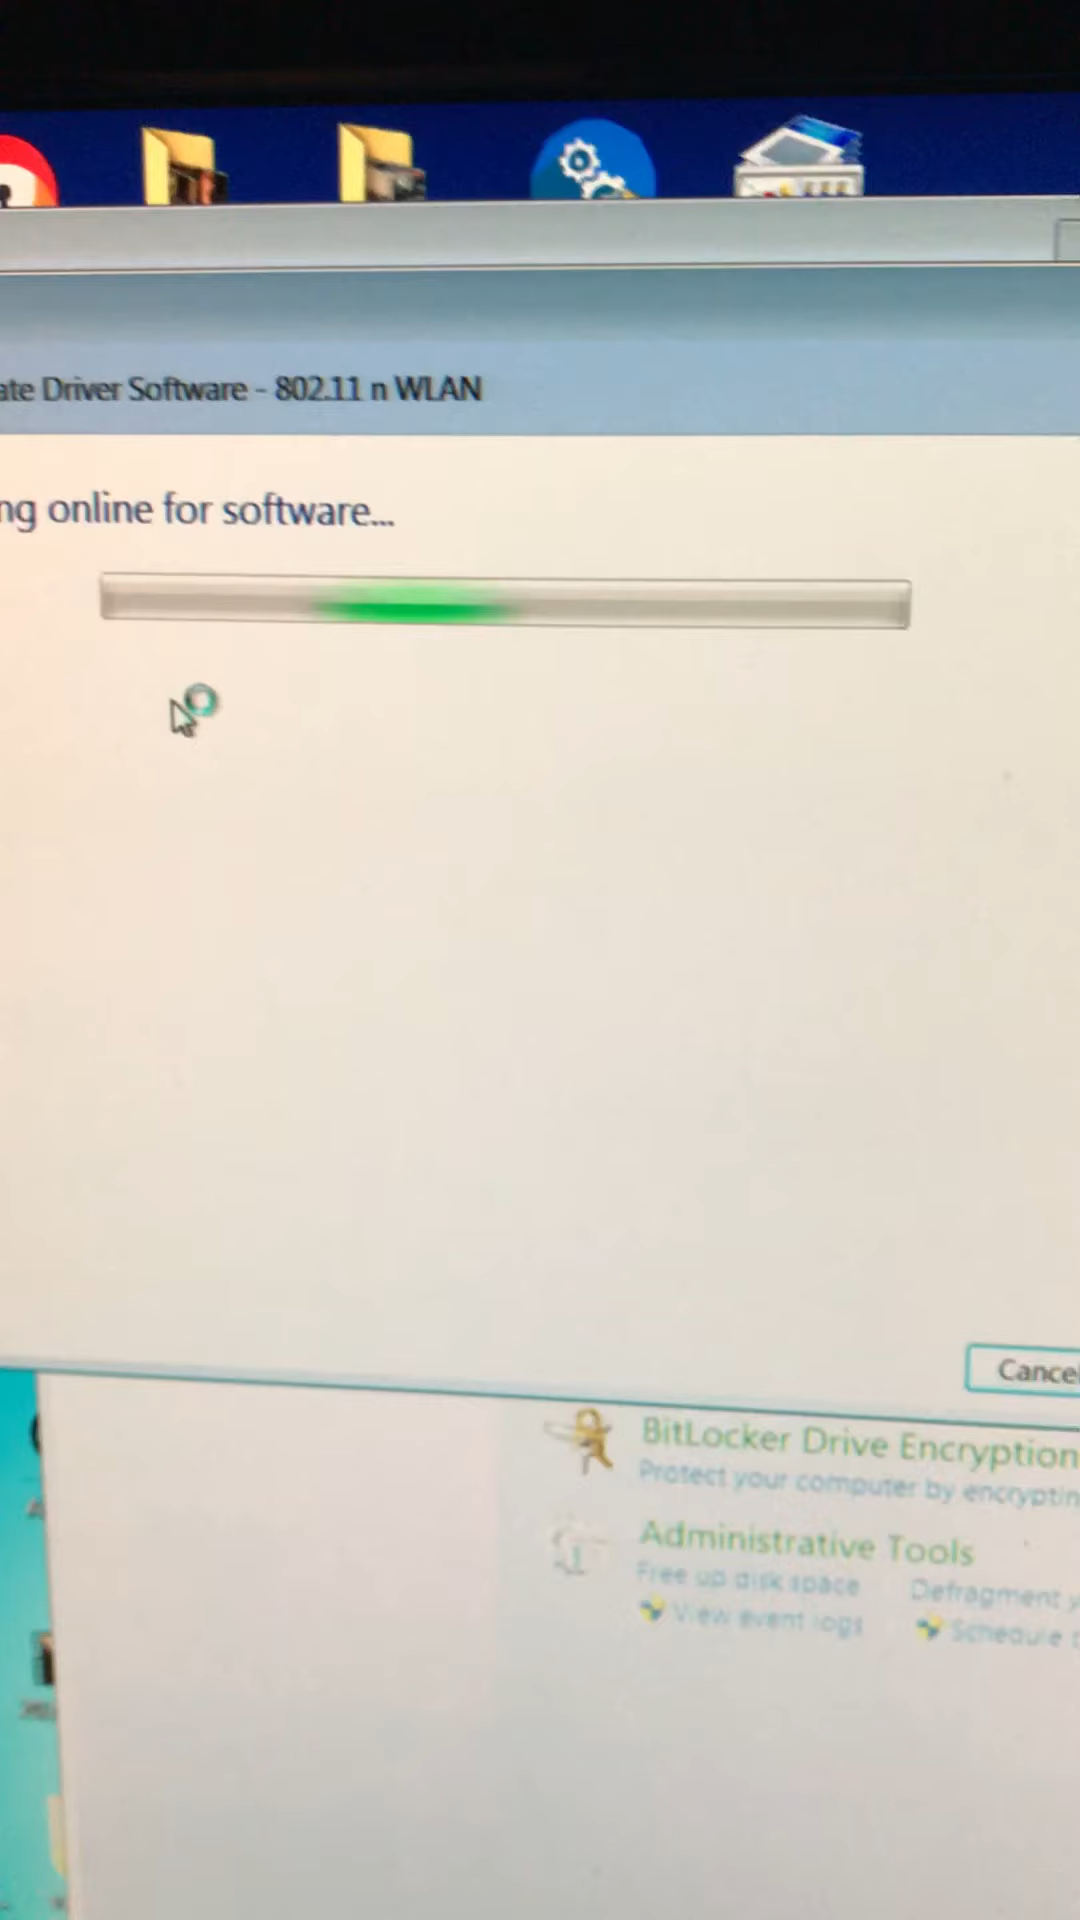 ate Driver Software - 802.11 n WLAN
ng online for software...
Cancel
BitLocker Drive Encryption
Protect your computer by encryptin
Administrative Tools
Free up disk space Defragment y
View event logs Schedule t